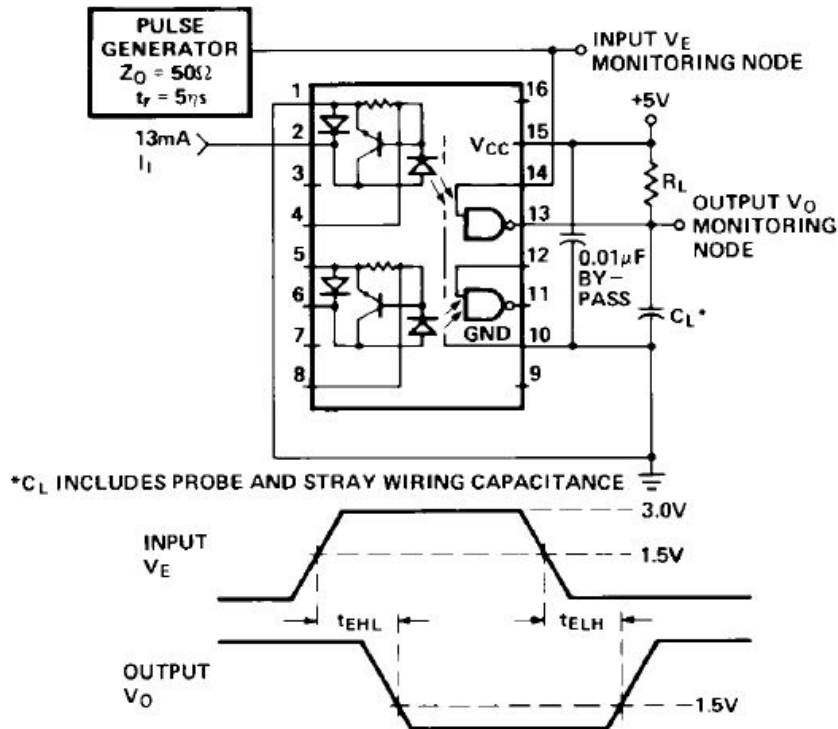 PULSE
GENERATOR
ZO = 50Ω
tr = 5ηs
INPUT VE
MONITORING NODE
13mA
II
1
2
3
4
5
6
7
8
16
15
14
13
12
11
10
9
VCC
GND
+5V
RL
OUTPUT VO
MONITORING
NODE
0.01μF
BY-
PASS
CL*
*CL INCLUDES PROBE AND STRAY WIRING CAPACITANCE
INPUT
VE
3.0V
1.5V
tEHL
tELH
OUTPUT
VO
1.5V